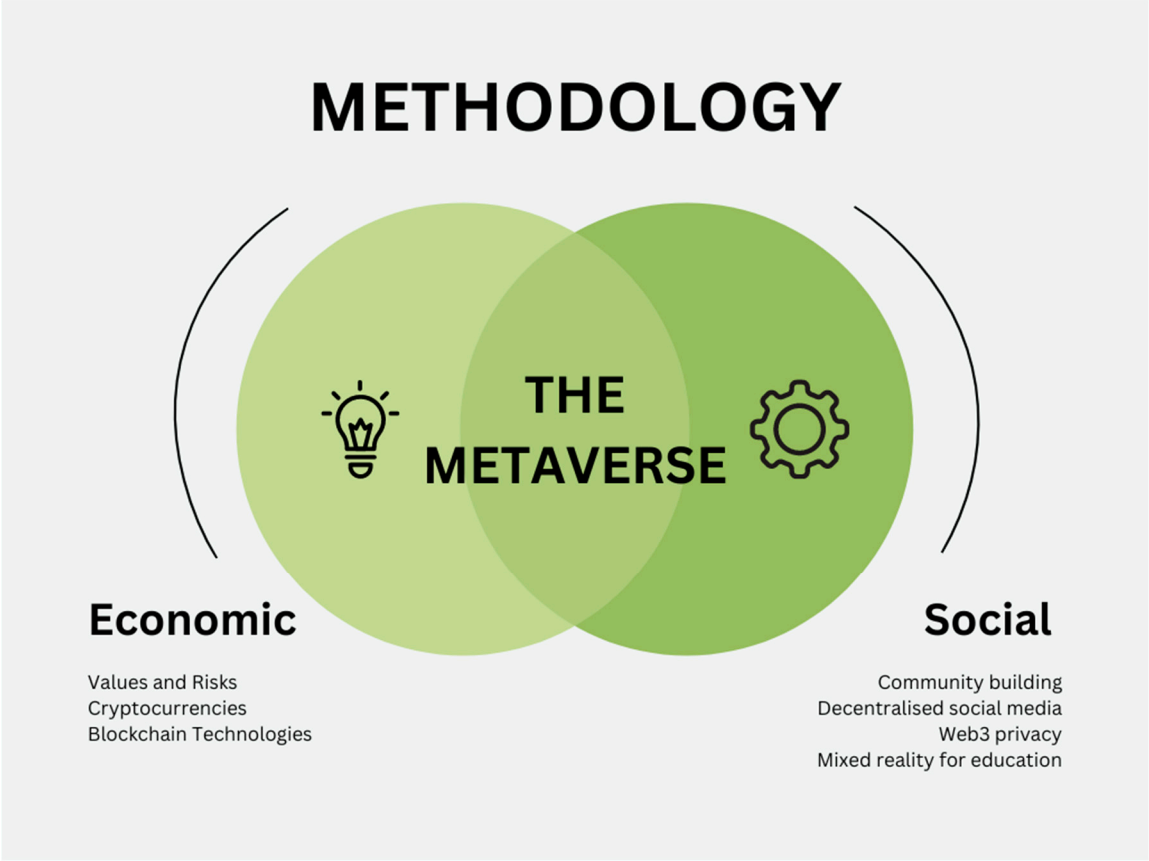 METHODOLOGY
THE
METAVERSE
Economic
Values and Risks
Cryptocurrencies
Blockchain Technologies
Social
Community building
Decentralised social media
Web3 privacy
Mixed reality for education